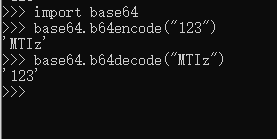 >>> import base64
>>> base64.b64encode("123")
'MTIz'
>>> base64.b64decode("MTIz")
'123'
>>>